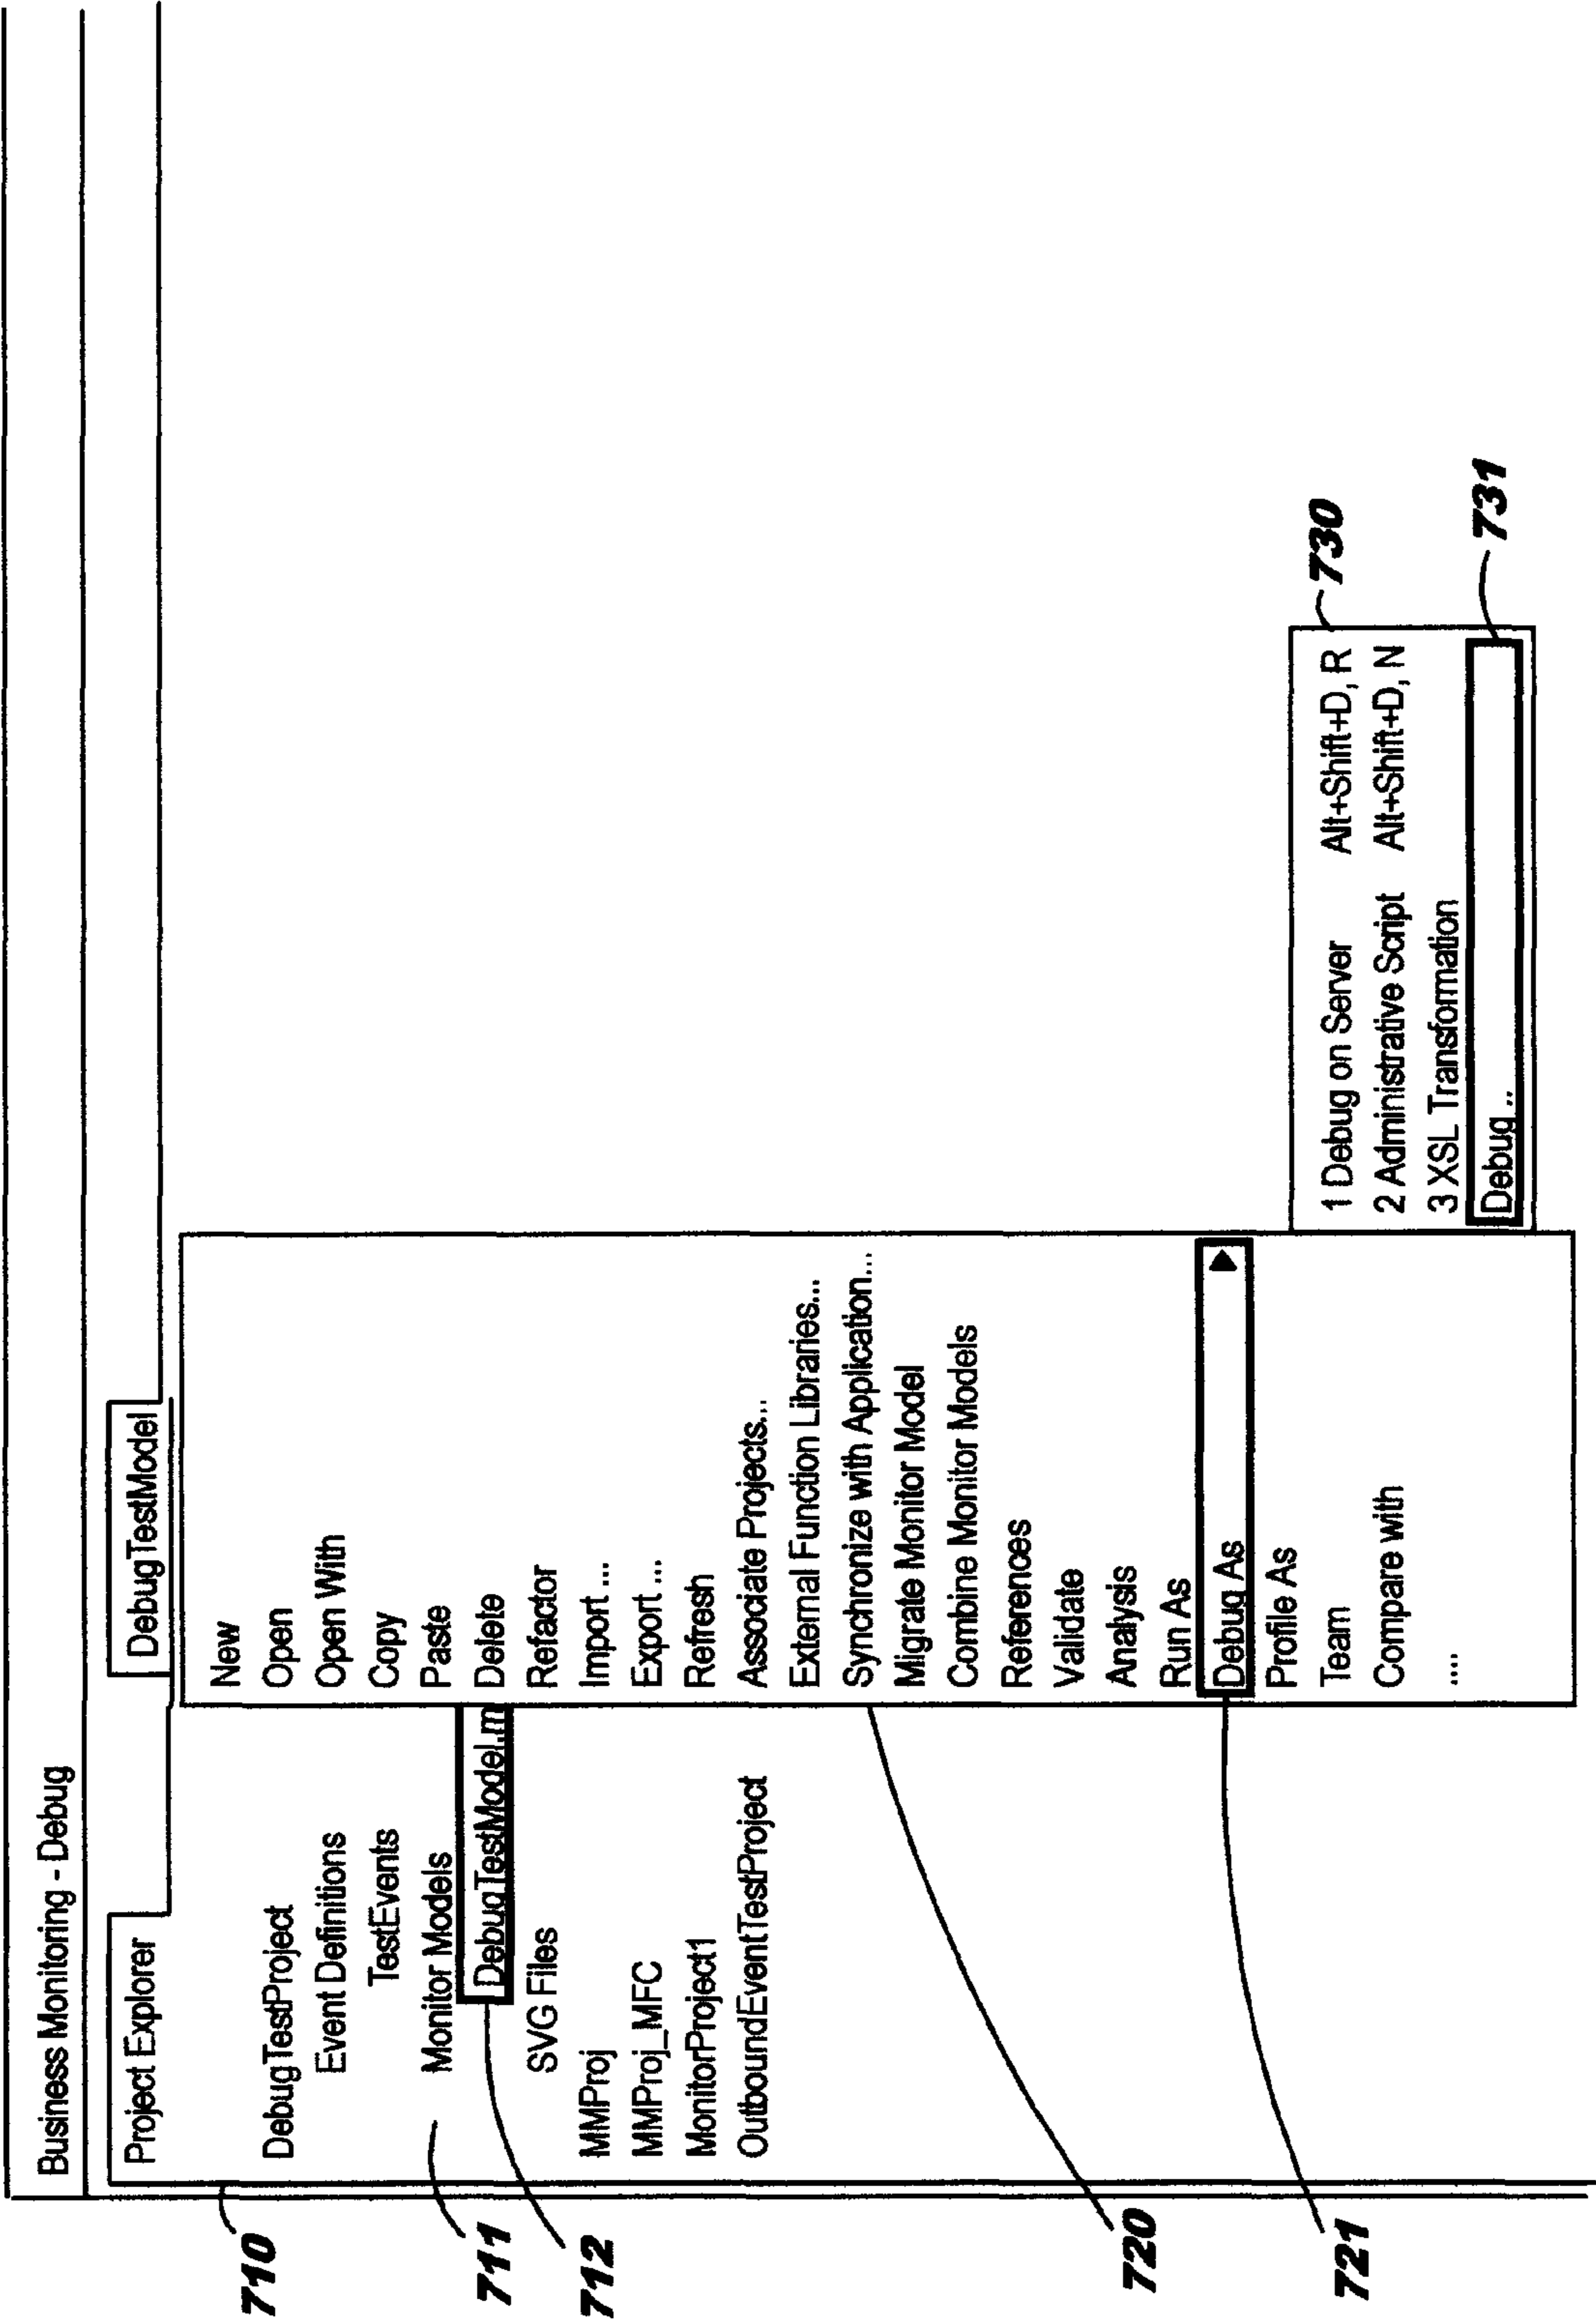 Business Monitoring - Debug
Project Explorer
DebugTestModel
DebugTestProject
Event Definitions
TestEvents
Monitor Models
DebugTestModel.m
SVG Files
MMProj
MMProj_MFC
MonitorProject1
OutboundEventTestProject
New
Open
Open With
Copy
Paste
Delete
Refactor
Import ...
Export ...
Refresh
Associate Projects...
External Function Libraries...
Synchronize with Application...
Migrate Monitor Model
Combine Monitor Models
References
Validate
Analysis
Run As
Debug As
Profile As
Team
Compare with
....
1 Debug on Server Alt+Shift+D, R
2 Administrative Script Alt+Shift+D, N
3 XSL Transformation
Debug ..
710
711
712
720
721
730
731